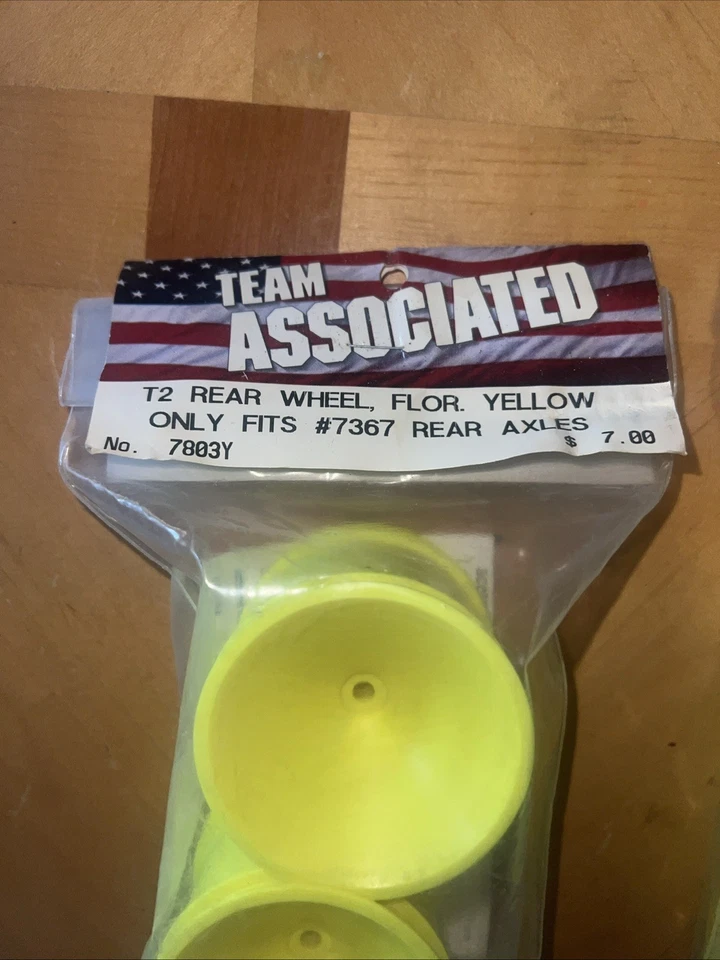 TEAM
ASSOCIATED
T2 REAR WHEEL, FLOR. YELLOW
ONLY FITS #7367 REAR AXLES
No. 7803Y $ 7.00